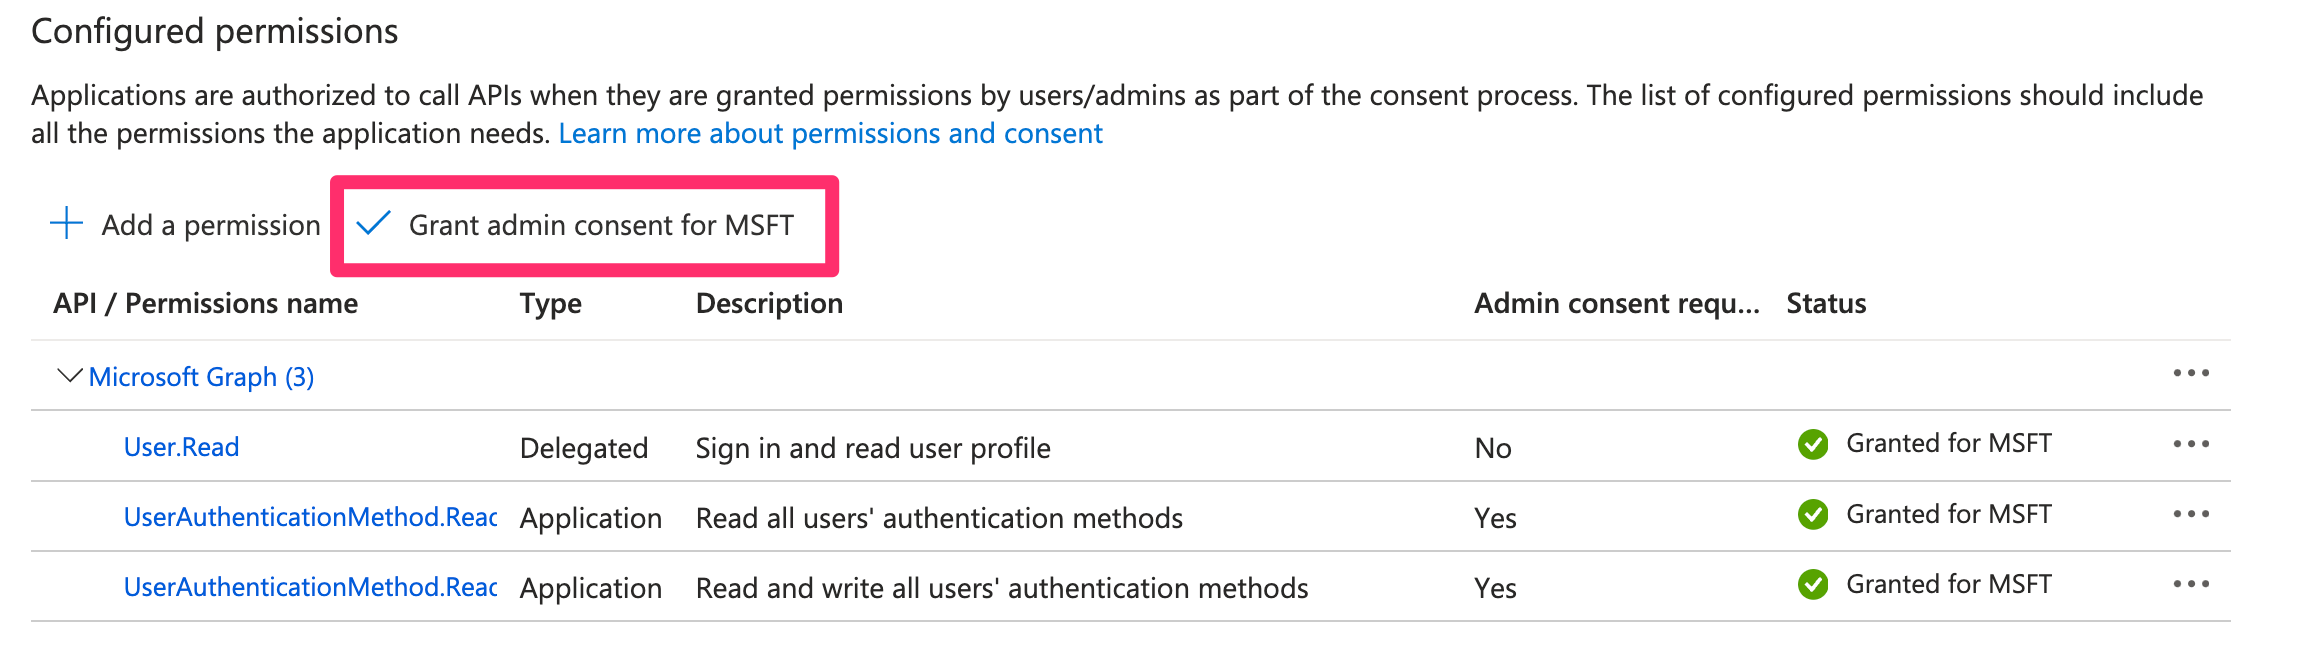 Configured permissions
Applications are authorized to call APIs when they are granted permissions by users/admins as part of the consent process. The list of configured permissions should include
all the permissions the application needs. Learn more about permissions and consent
Add a permission Grant admin consent for MSFT
API / Permissions name Type Description Admin consent requ... Status
Microsoft Graph (3)
User.Read Delegated Sign in and read user profile No Granted for MSFT
UserAuthenticationMethod.Read Application Read all users' authentication methods Yes Granted for MSFT
UserAuthenticationMethod.Read Application Read and write all users' authentication methods Yes Granted for MSFT